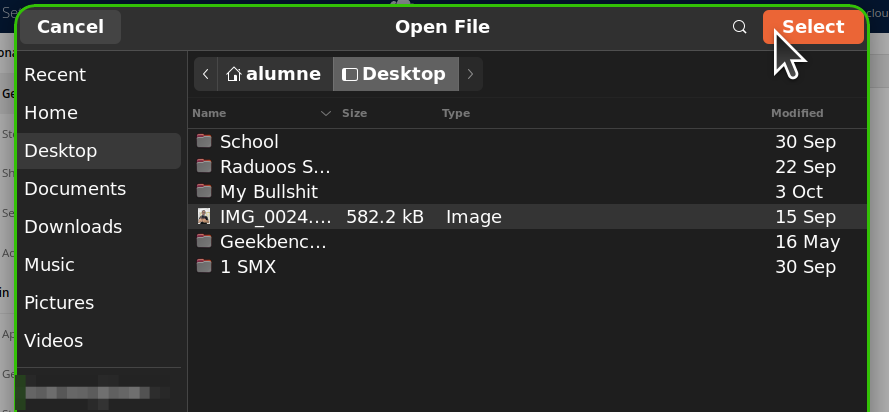 Cancel
Open File
Select
Recent
Home
Desktop
Documents
Downloads
Music
Pictures
Videos
alumne
Desktop
Name Size Type Modified
School 30 Sep
Raduoos S... 22 Sep
My Bullshit 3 Oct
IMG_0024.... 582.2 kB Image 15 Sep
Geekbenc... 16 May
1 SMX 30 Sep